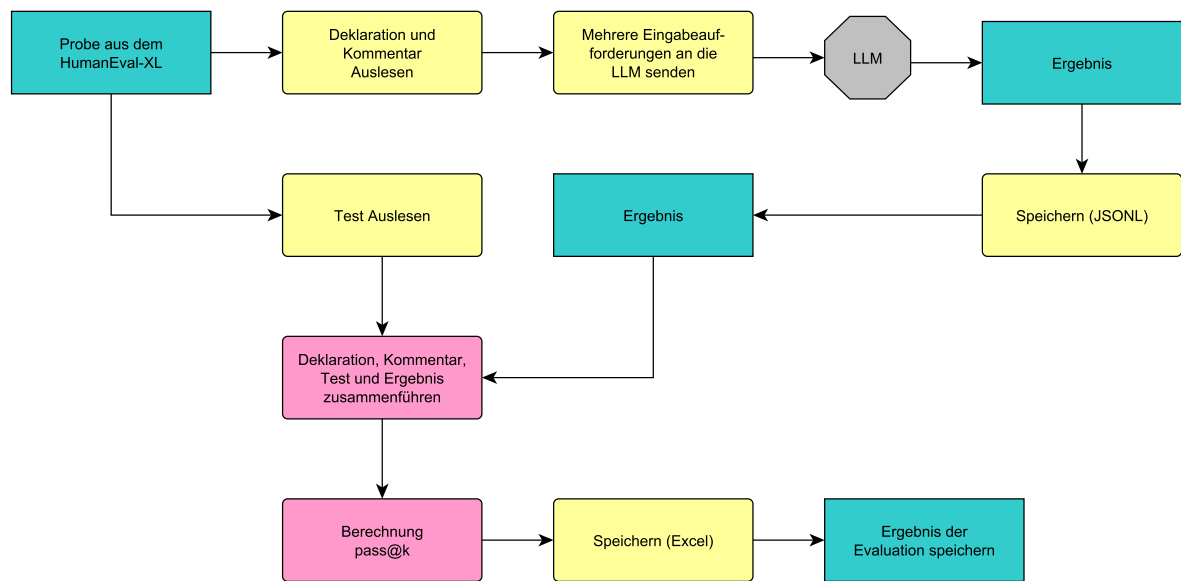 Probe aus dem
HumanEval-XL
Deklaration und
Kommentar
Auslesen
Mehrere Eingabeauf-
forderungen an die
LLM senden
LLM
Ergebnis
Test Auslesen
Ergebnis
Speichern (JSONL)
Deklaration, Kommentar,
Test und Ergebnis
zusammenführen
Berechnung
pass@k
Speichern (Excel)
Ergebnis der
Evaluation speichern